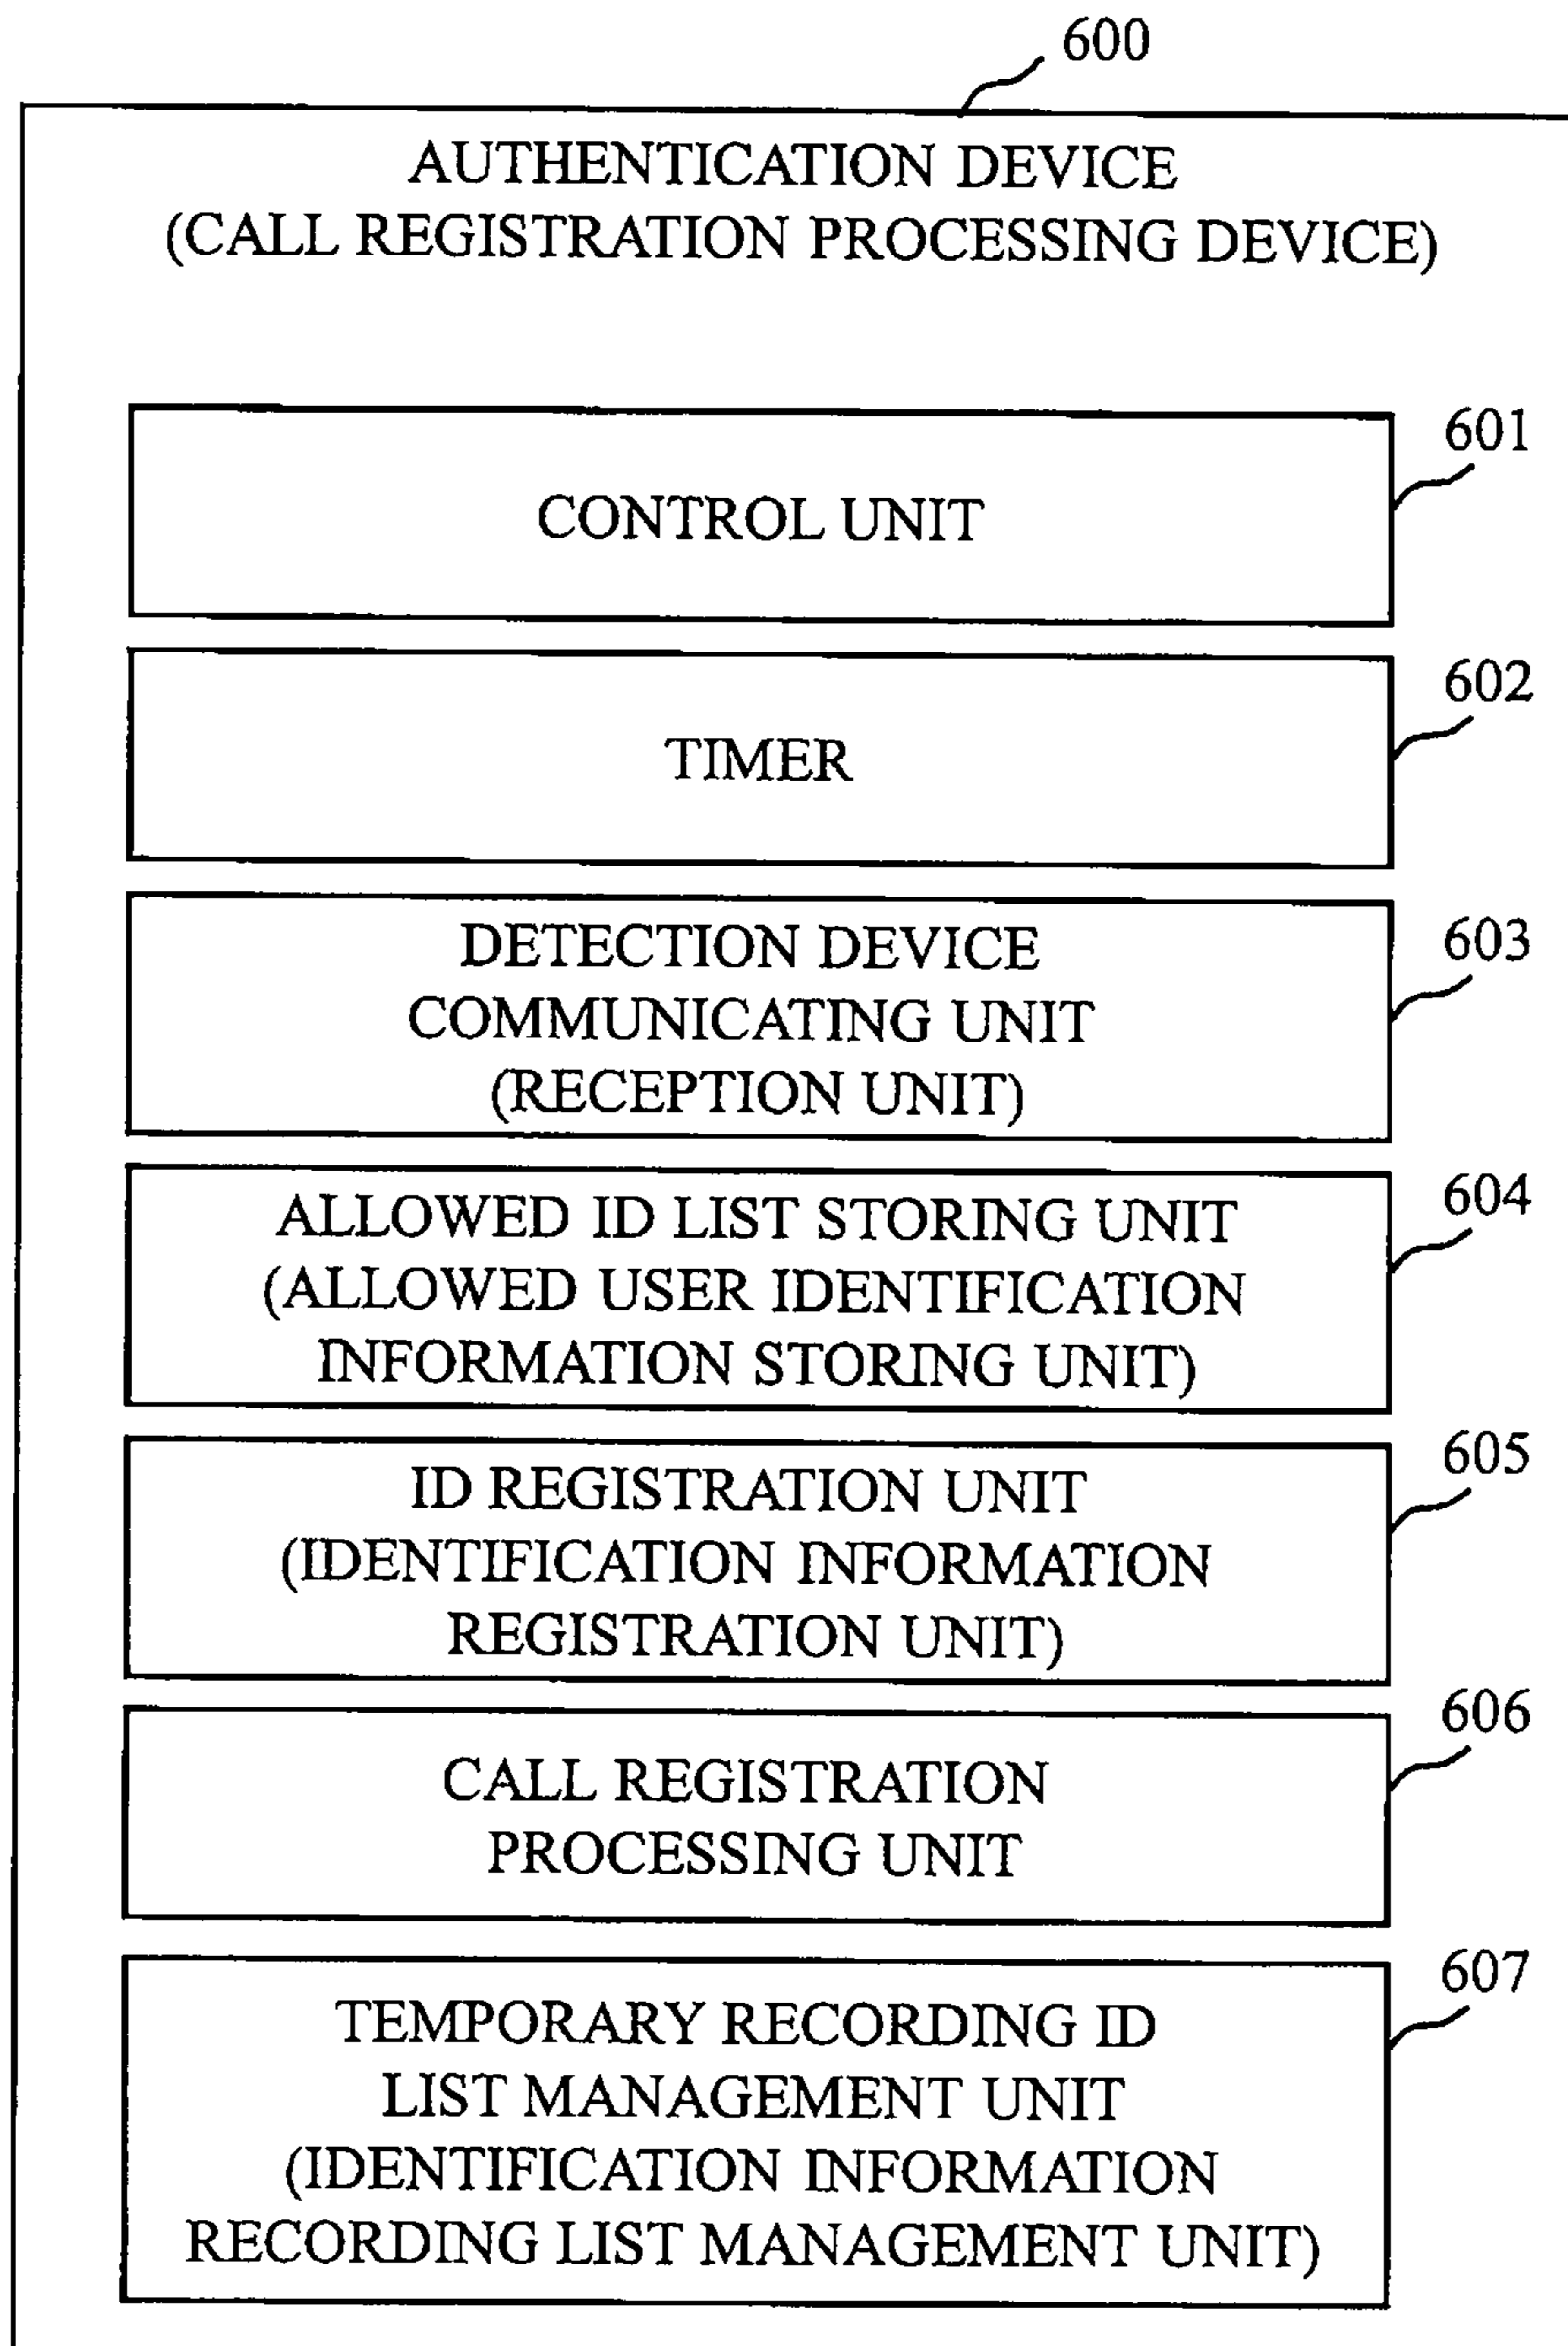 600
AUTHENTICATION DEVICE
(CALL REGISTRATION PROCESSING DEVICE)
601
CONTROL UNIT
602
TIMER
603
DETECTION DEVICE
COMMUNICATING UNIT
(RECEPTION UNIT)
604
ALLOWED ID LIST STORING UNIT
(ALLOWED USER IDENTIFICATION
INFORMATION STORING UNIT)
605
ID REGISTRATION UNIT
(IDENTIFICATION INFORMATION
REGISTRATION UNIT)
606
CALL REGISTRATION
PROCESSING UNIT
607
TEMPORARY RECORDING ID
LIST MANAGEMENT UNIT
(IDENTIFICATION INFORMATION
RECORDING LIST MANAGEMENT UNIT)